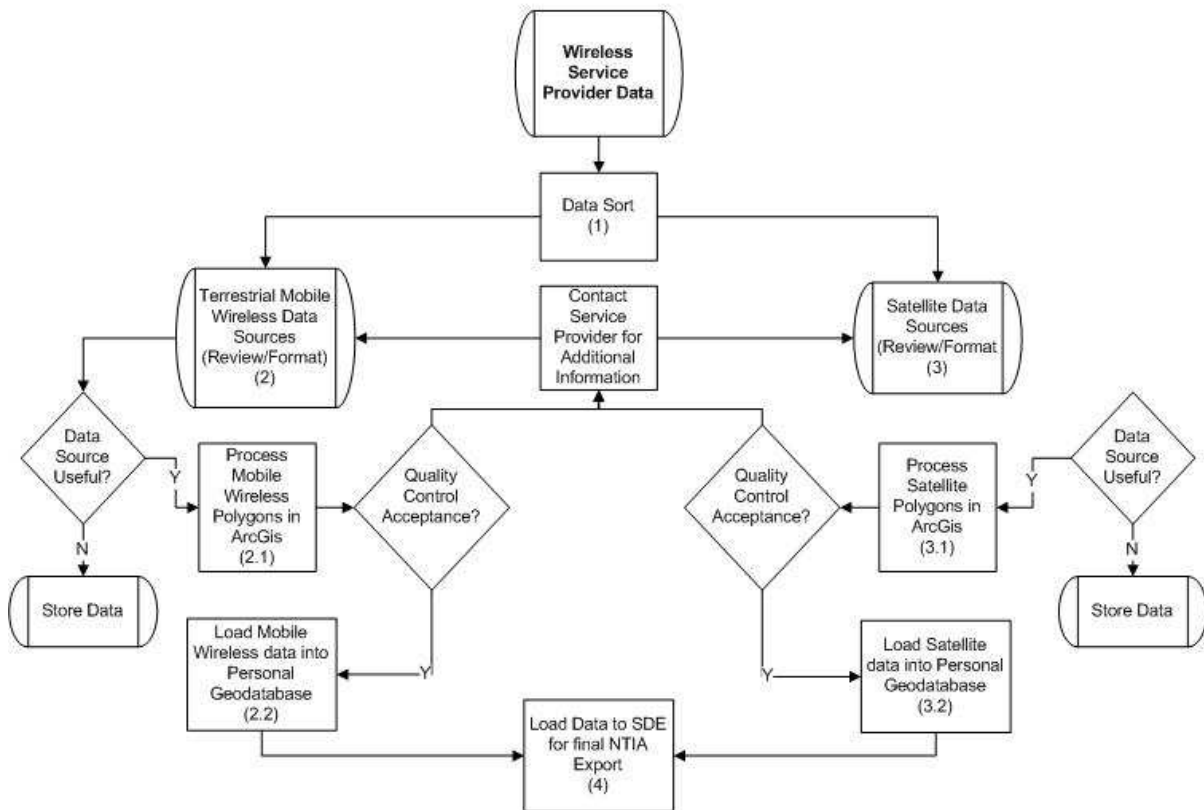 Wireless
Service
Provider Data
Data Sort
(1)
Terrestrial Mobile
Wireless Data
Sources
(Review/Format)
(2)
Contact
Service
Provider for
Additional
Information
Satellite Data
Sources
(Review/Format
(3)
Data
Source
Useful?
Y
N
Store Data
Process
Mobile
Wireless
Polygons in
ArcGis
(2.1)
Quality
Control
Acceptance?
Y
Load Mobile
Wireless data into
Personal
Geodatabase
(2.2)
Quality
Control
Acceptance?
Y
Process
Satellite
Polygons in
ArcGis
(3.1)
Y
Data
Source
Useful?
N
Store Data
Load Satellite
data into Personal
Geodatabase
(3.2)
Load Data to SDE
for final NTIA
Export
(4)